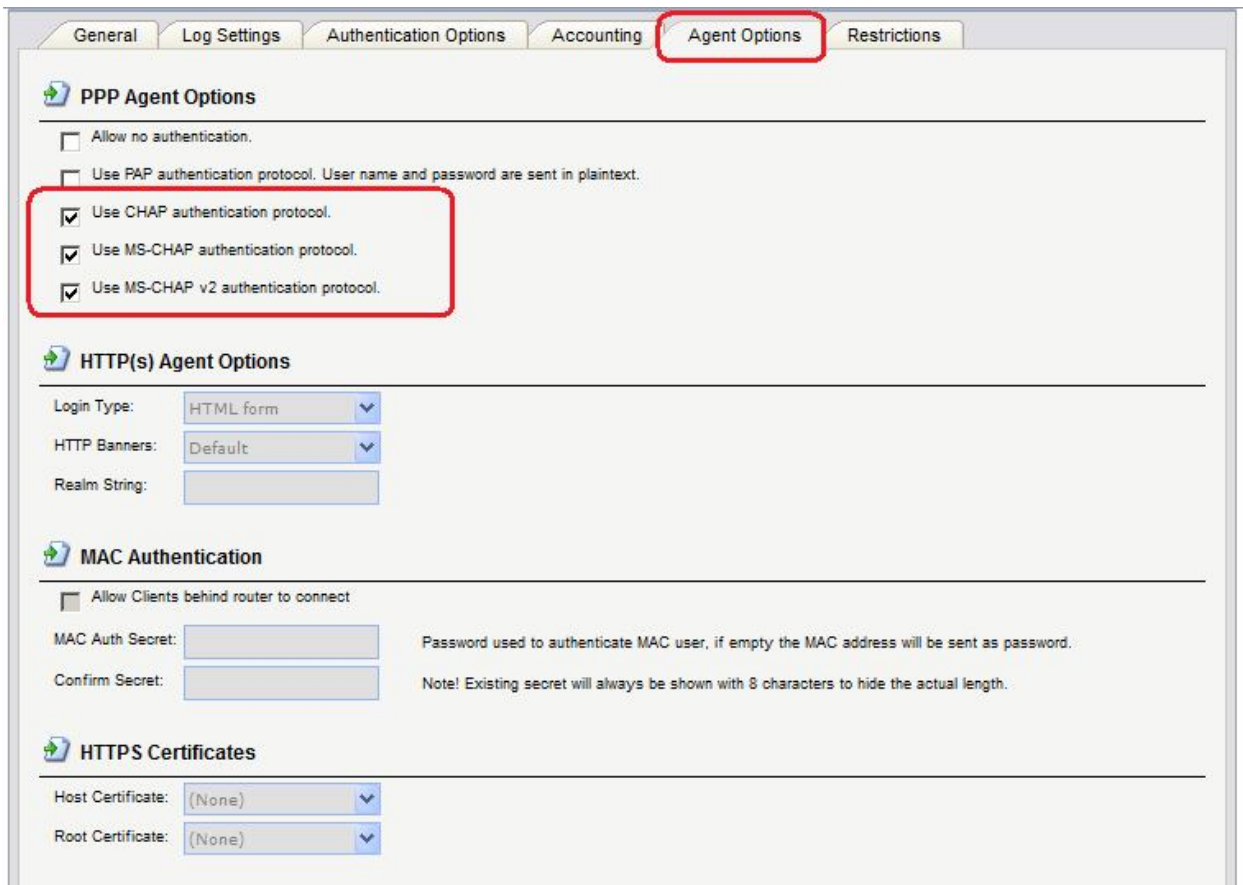 General Log Settings Authentication Options Accounting Agent Options Restrictions
PPP Agent Options
Allow no authentication.
Use PAP authentication protocol. User name and password are sent in plaintext.
Use CHAP authentication protocol.
Use MS-CHAP authentication protocol.
Use MS-CHAP v2 authentication protocol.
HTTP(s) Agent Options
Login Type: HTML form
HTTP Banners: Default
Realm String:
MAC Authentication
Allow Clients behind router to connect
MAC Auth Secret: Password used to authenticate MAC user, if empty the MAC address will be sent as password.
Confirm Secret: Note! Existing secret will always be shown with 8 characters to hide the actual length.
HTTPS Certificates
Host Certificate: (None)
Root Certificate: (None)